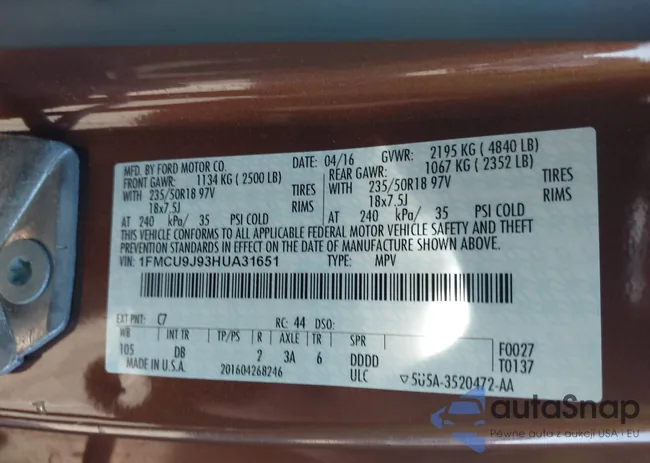 MFD. BY FORD MOTOR CO. DATE: 04/16 GVWR: 2195 KG ( 4840 LB)
FRONT GAWR: 1134 KG ( 2500 LB) REAR GAWR: 1067 KG ( 2352 LB)
WITH 235/50R18 97V TIRES WITH 235/50R18 97V TIRES
18x7.5J RIMS 18x7.5J RIMS
AT 240 kPa/ 35 PSI COLD AT 240 kPa/ 35 PSI COLD
THIS VEHICLE CONFORMS TO ALL APPLICABLE FEDERAL MOTOR VEHICLE SAFETY AND THEFT
PREVENTION STANDARDS IN EFFECT ON THE DATE OF MANUFACTURE SHOWN ABOVE.
VIN: 1FMCU9J93HUA31651 TYPE: MPV
EXT PNT: C7 RC: 44 DSO:
WB INT TR TP/PS R AXLE TR SPR F0027
105 DB 2 3A 6 DDDD T0137
MADE IN U.S.A. 201604268246 ULC ▽5U5A-3520472-AA
autaSnap
Pewne auta z aukcji USA i EU